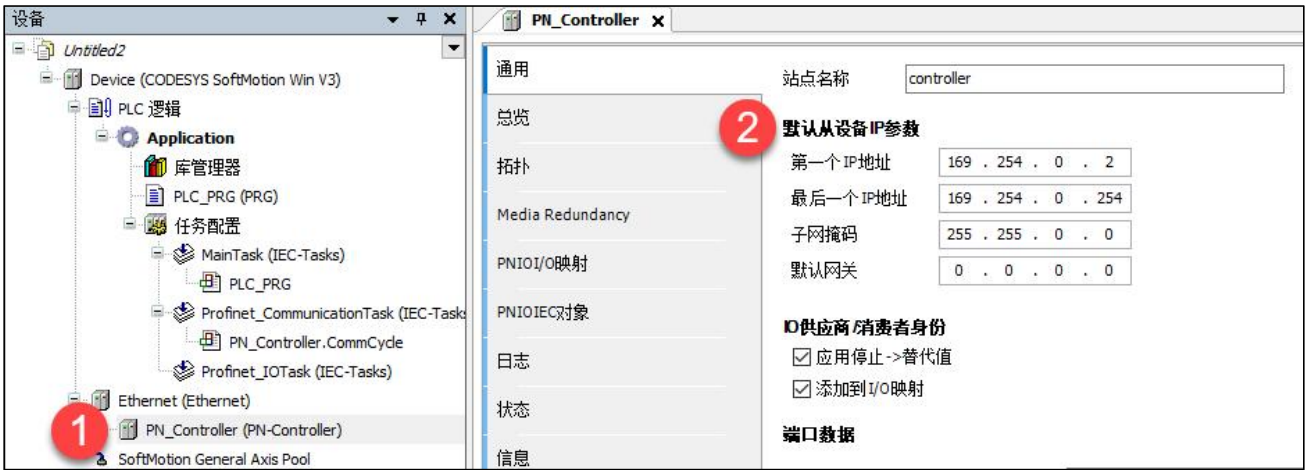 设备
Untitled2
Device (CODESYS SoftMotion Win V3)
PLC 逻辑
Application
库管理器
PLC_PRG (PRG)
任务配置
MainTask (IEC-Tasks)
PLC_PRG
Profinet_CommunicationTask (IEC-Tasks
PN_Controller.CommCycle
Profinet_IOTask (IEC-Tasks)
Ethernet (Ethernet)
1
PN_Controller (PN-Controller)
SoftMotion General Axis Pool
PN_Controller
通用
总览
拓扑
Media Redundancy
PNIOI/O映射
PNIOIEC对象
日志
状态
信息
站点名称 controller
2
默认从设备IP参数
第一个IP地址 169 . 254 . 0 . 2
最后一个IP地址 169 . 254 . 0 . 254
子网掩码 255 . 255 . 0 . 0
默认网关 0 . 0 . 0 . 0
IO供应商/消费者身份
应用停止->替代值
添加到I/O映射
端口数据